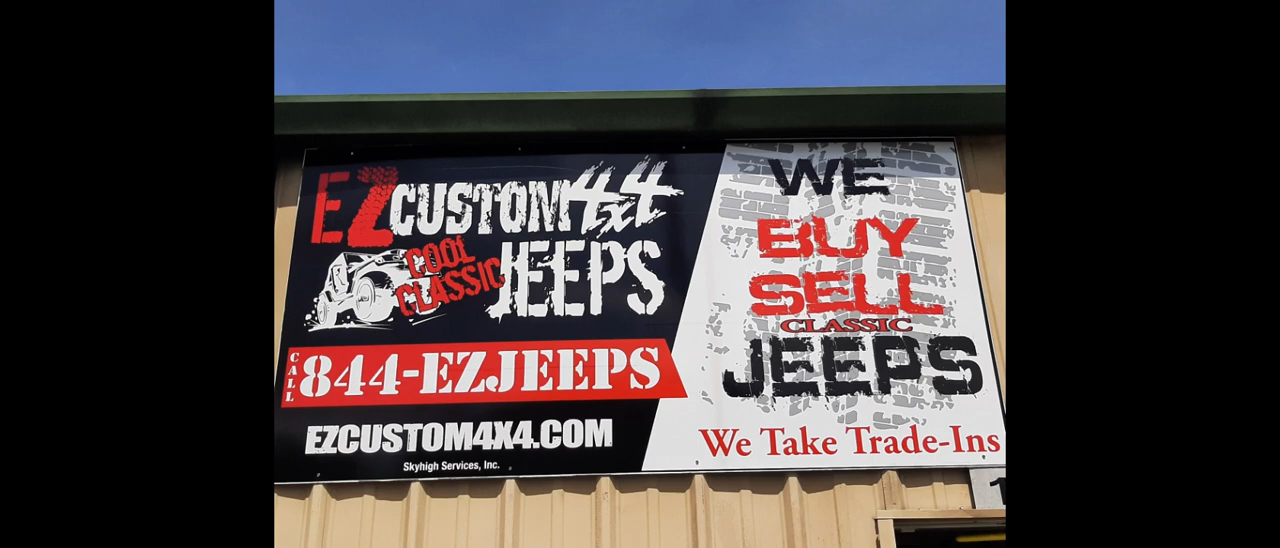 EZ CUSTOM 4x4
COOL
CLASSIC
JEEPS
CALL
844-EZJEEPS
EZCUSTOM4X4.COM
Skyhigh Services, Inc.
WE
BUY
SELL
CLASSIC
JEEPS
We Take Trade-Ins